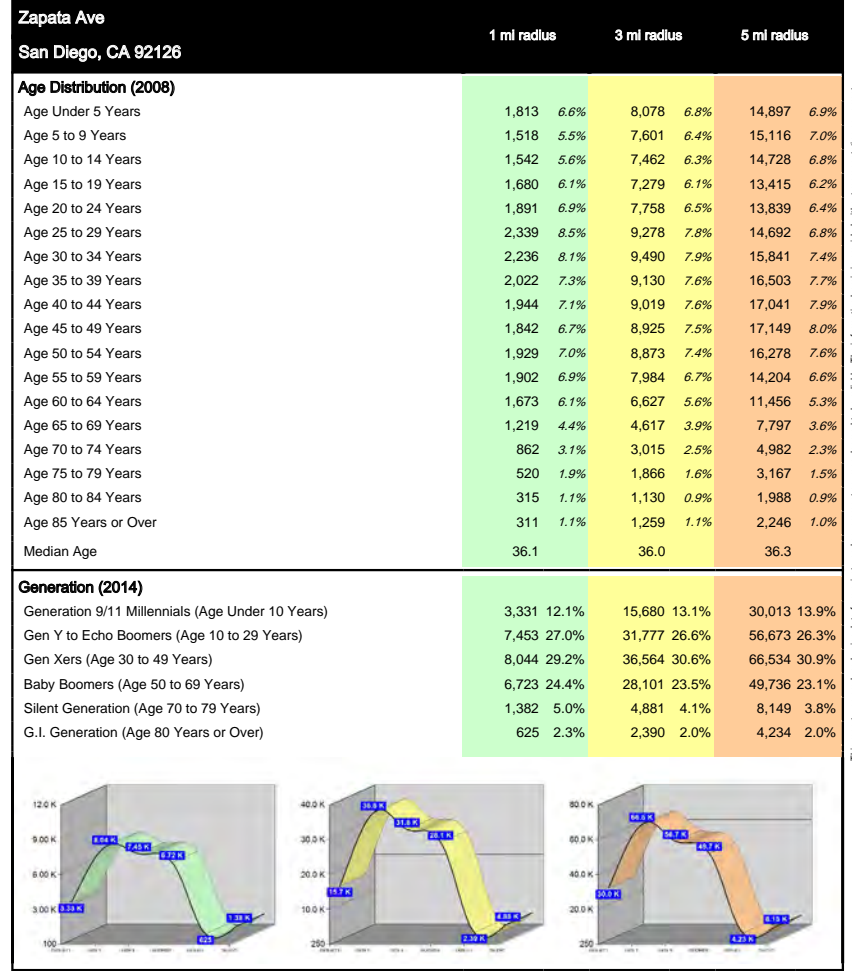 Zapata Ave
San Diego, CA 92126
1 mi radius 3 mi radius 5 mi radius
Age Distribution (2008)
Age Under 5 Years 1,813 6.6% 8,078 6.8% 14,897 6.9%
Age 5 to 9 Years 1,518 5.5% 7,601 6.4% 15,116 7.0%
Age 10 to 14 Years 1,542 5.6% 7,462 6.3% 14,728 6.8%
Age 15 to 19 Years 1,680 6.1% 7,279 6.1% 13,415 6.2%
Age 20 to 24 Years 1,891 6.9% 7,758 6.5% 13,839 6.4%
Age 25 to 29 Years 2,339 8.5% 9,278 7.8% 14,692 6.8%
Age 30 to 34 Years 2,236 8.1% 9,490 7.9% 15,841 7.4%
Age 35 to 39 Years 2,022 7.3% 9,130 7.6% 16,503 7.7%
Age 40 to 44 Years 1,944 7.1% 9,019 7.6% 17,041 7.9%
Age 45 to 49 Years 1,842 6.7% 8,925 7.5% 17,149 8.0%
Age 50 to 54 Years 1,929 7.0% 8,873 7.4% 16,278 7.6%
Age 55 to 59 Years 1,902 6.9% 7,984 6.7% 14,204 6.6%
Age 60 to 64 Years 1,673 6.1% 6,627 5.6% 11,456 5.3%
Age 65 to 69 Years 1,219 4.4% 4,617 3.9% 7,797 3.6%
Age 70 to 74 Years 862 3.1% 3,015 2.5% 4,982 2.3%
Age 75 to 79 Years 520 1.9% 1,866 1.6% 3,167 1.5%
Age 80 to 84 Years 315 1.1% 1,130 0.9% 1,988 0.9%
Age 85 Years or Over 311 1.1% 1,259 1.1% 2,246 1.0%
Median Age 36.1 36.0 36.3
Generation (2014)
Generation 9/11 Millennials (Age Under 10 Years) 3,331 12.1% 15,680 13.1% 30,013 13.9%
Gen Y to Echo Boomers (Age 10 to 29 Years) 7,453 27.0% 31,777 26.6% 56,673 26.3%
Gen Xers (Age 30 to 49 Years) 8,044 29.2% 36,564 30.6% 66,534 30.9%
Baby Boomers (Age 50 to 69 Years) 6,723 24.4% 28,101 23.5% 49,736 23.1%
Silent Generation (Age 70 to 79 Years) 1,382 5.0% 4,881 4.1% 8,149 3.8%
G.I. Generation (Age 80 Years or Over) 625 2.3% 2,390 2.0% 4,234 2.0%
12.0 K 40.0 K 80.0 K
8.04 K 7.45 K 6.72 K 31.8 K 28.1 K 66.5 K 56.7 K 49.7 K
9.00 K 30.0 K 60.0 K
6.00 K 20.0 K 40.0 K
15.7 K 30.0 K
3.00 K 3.33 K 10.0 K 20.0 K
1.38 K 4.88 K 8.15 K
625 2.39 K 4.23 K
100 250 250